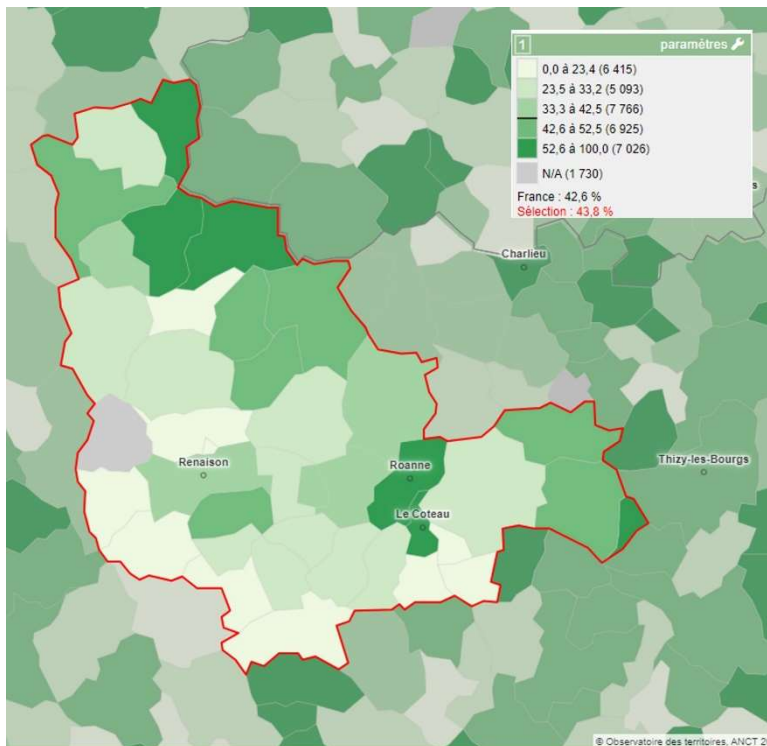 1 paramètres
0,0 à 23,4 (6 415)
23,5 à 33,2 (5 093)
33,3 à 42,5 (7 766)
42,6 à 52,5 (6 925)
52,6 à 100,0 (7 026)
N/A (1 730)
France : 42,6 %
Sélection : 43,8 %
Charlieu
Renaison
Roanne
Thizy-les-Bourgs
Le Coteau
© Observatoire des territoires, ANCT 20